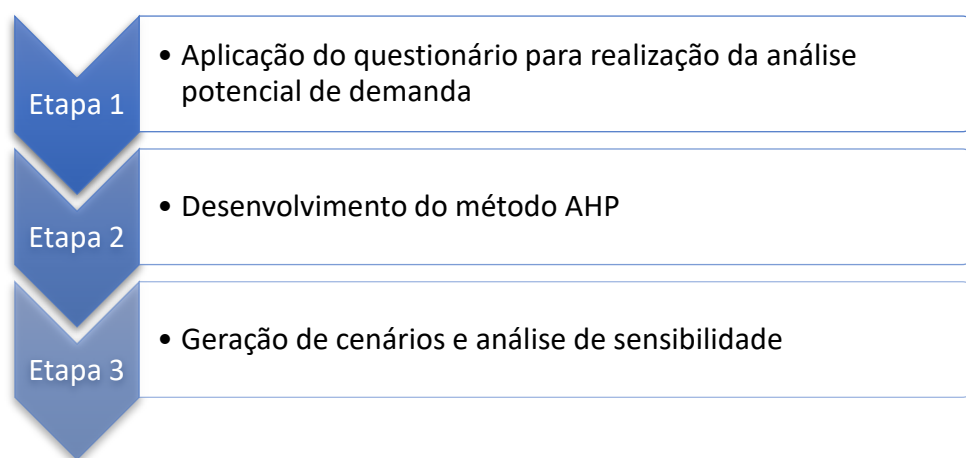 Etapa 1
• Aplicação do questionário para realização da análise
potencial de demanda
Etapa 2
• Desenvolvimento do método AHP
Etapa 3
• Geração de cenários e análise de sensibilidade